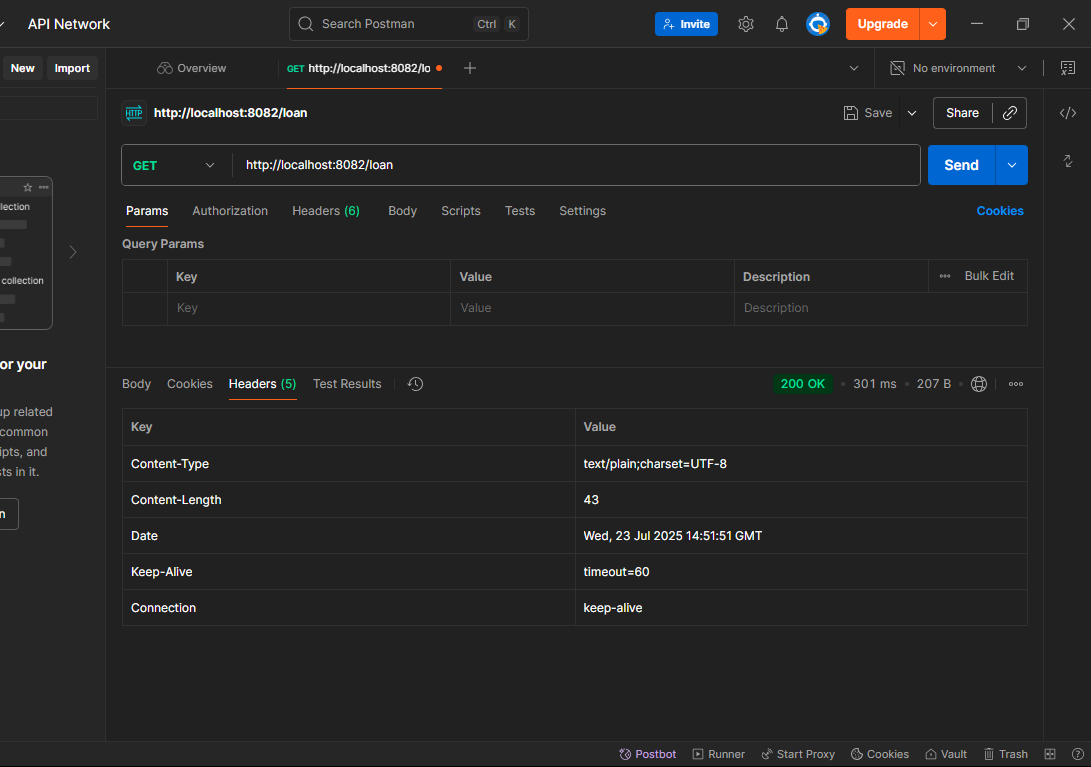 API Network
Search Postman Ctrl K
Invite
Upgrade
New Import
Overview
GET http://localhost:8082/lo
No environment
HTTP http://localhost:8082/loan
Save
Share
GET http://localhost:8082/loan
Send
Params Authorization Headers (6) Body Scripts Tests Settings
Cookies
Query Params
Key Value Description Bulk Edit
Key Value Description
llection
collection
or your
up related
common
ipts, and
sts in it.
n
Body Cookies Headers (5) Test Results
200 OK 301 ms 207 B
Key Value
Content-Type text/plain;charset=UTF-8
Content-Length 43
Date Wed, 23 Jul 2025 14:51:51 GMT
Keep-Alive timeout=60
Connection keep-alive
Postbot Runner Start Proxy Cookies Vault Trash